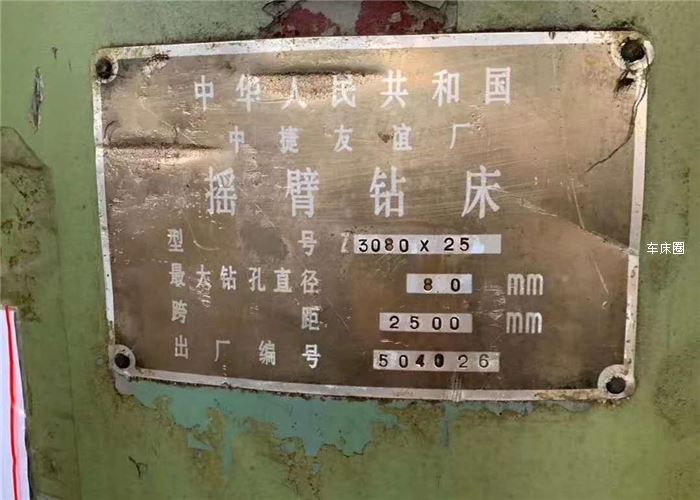 中华人民共和国
中捷友谊厂
摇臂钻床
型号 Z3080X25
最大钻孔直径 80 mm
跨距 2500 mm
出厂编号 504026
车床圈